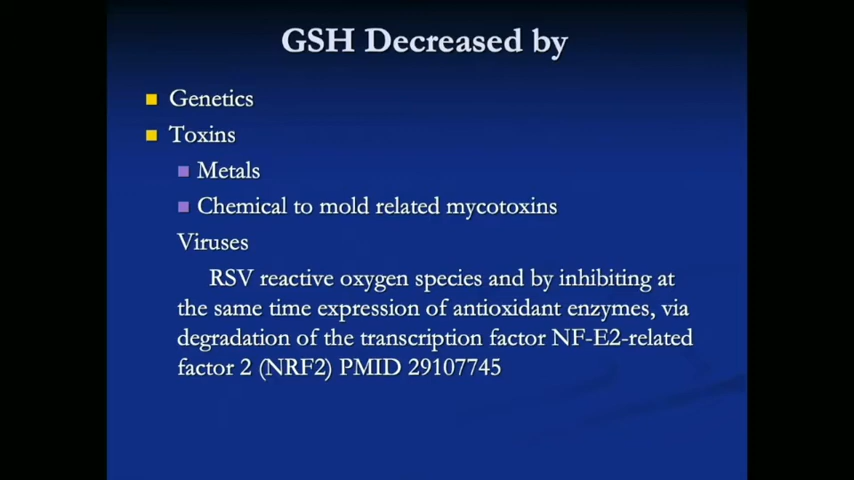 GSH Decreased by
Genetics
Toxins
Metals
Chemical to mold related mycotoxins
Viruses
RSV reactive oxygen species and by inhibiting at
the same time expression of antioxidant enzymes, via
degradation of the transcription factor NF-E2-related
factor 2 (NRF2) PMID 29107745